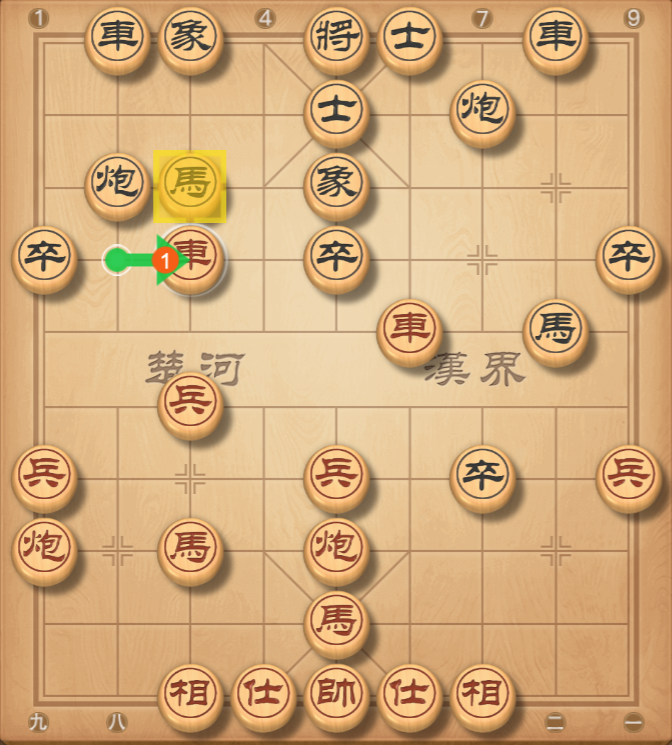 1 4 7 9
車 象 將 士 車
士 炮
炮 馬 象
卒 1 車 卒 卒
車 馬
楚河 漢界
兵
兵 兵 卒 兵
炮 馬 炮
馬
相 仕 帥 仕 相
九 八 二 一